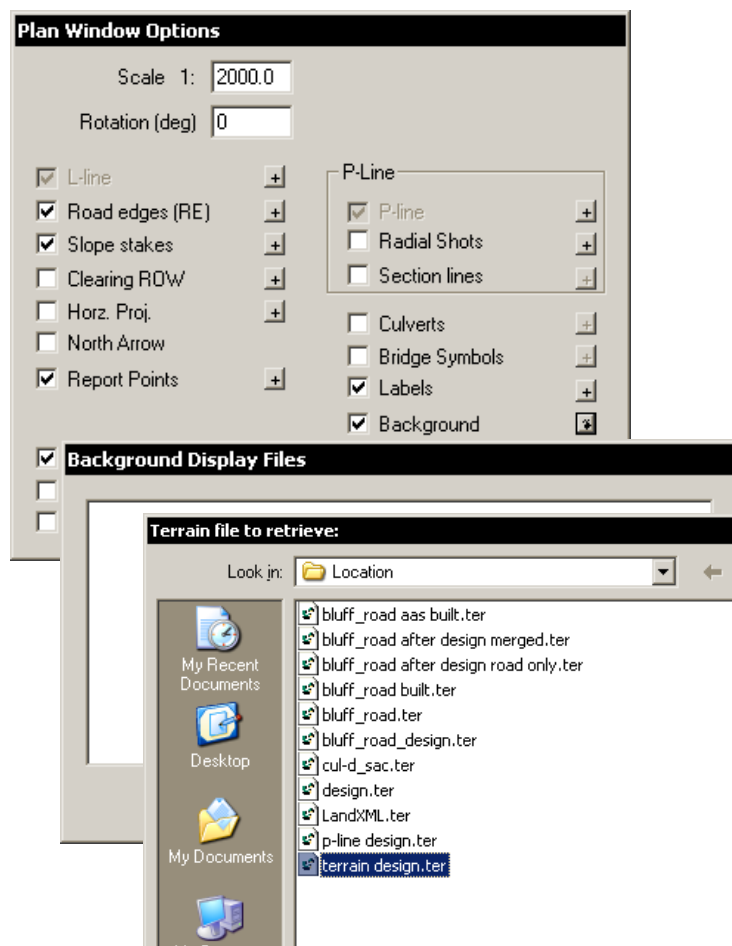 Plan Window Options
Scale 1: 2000.0
Rotation (deg) 0
L-line
Road edges (RE)
Slope stakes
Clearing ROW
Horz. Proj.
North Arrow
Report Points
P-Line
P-line
Radial Shots
Section lines
Culverts
Bridge Symbols
Labels
Background
Background Display Files
Terrain file to retrieve:
Look in: Location
My Recent
Documents
Desktop
My Documents
bluff_road aas built.ter
bluff_road after design merged.ter
bluff_road after design road only.ter
bluff_road built.ter
bluff_road.ter
bluff_road_design.ter
cul-d_sac.ter
design.ter
LandXML.ter
p-line design.ter
terrain design.ter